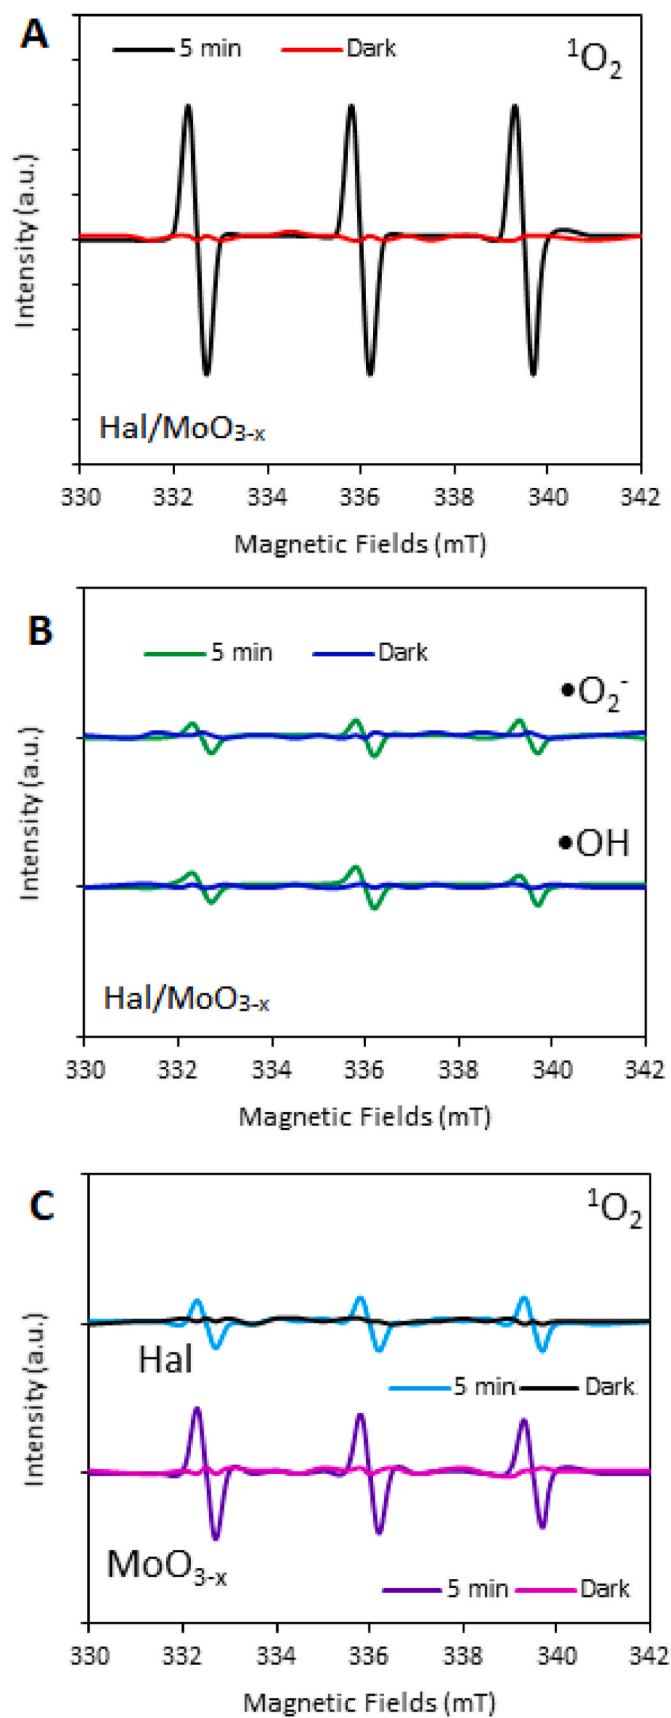 A
5 min Dark
¹O₂
Intensity (a.u.)
Hal/MoO₃₋ₓ
330 332 334 336 338 340 342
Magnetic Fields (mT)
B
5 min Dark
•O₂⁻
•OH
Intensity (a.u.)
Hal/MoO₃₋ₓ
330 332 334 336 338 340 342
Magnetic Fields (mT)
C
¹O₂
Intensity (a.u.)
Hal
5 min Dark
MoO₃₋ₓ
5 min Dark
330 332 334 336 338 340 342
Magnetic Fields (mT)